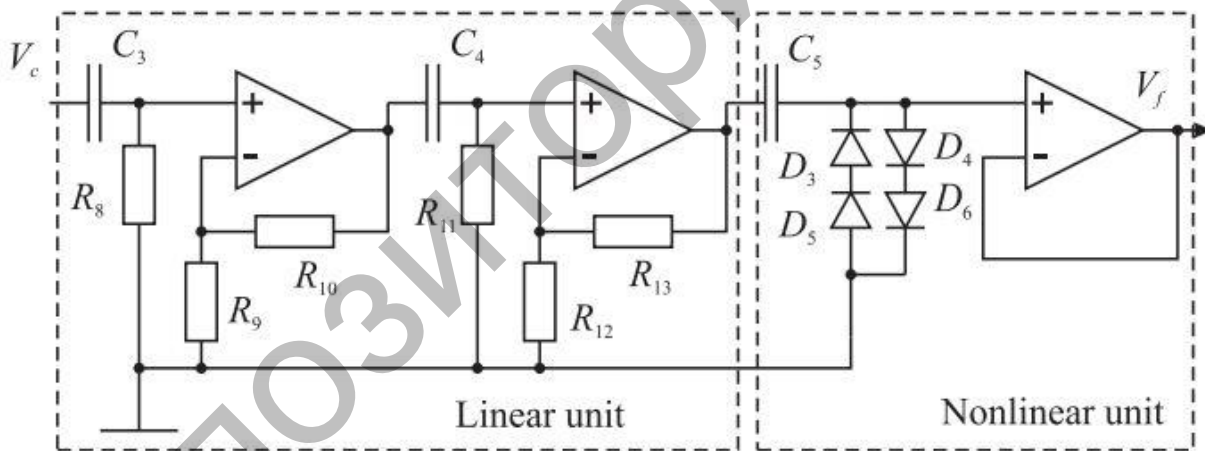 V_c
C_3
C_4
C_5
V_f
+
-
+
-
+
-
R_8
R_11
D_3
D_4
D_5
D_6
R_10
R_13
R_9
R_12
Linear unit
Nonlinear unit